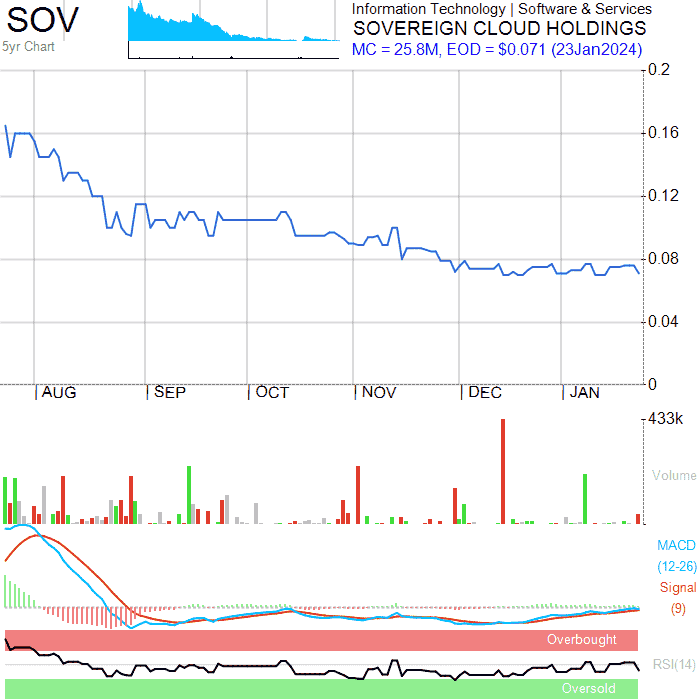 SOV
5yr Chart
Information Technology | Software & Services
SOVEREIGN CLOUD HOLDINGS
MC = 25.8M, EOD = $0.071 (23Jan2024)
0.2
0.16
0.12
0.08
0.04
0
AUG SEP OCT NOV DEC JAN
433k
Volume
MACD
(12-26)
Signal
(9)
Overbought
RSI(14)
Oversold